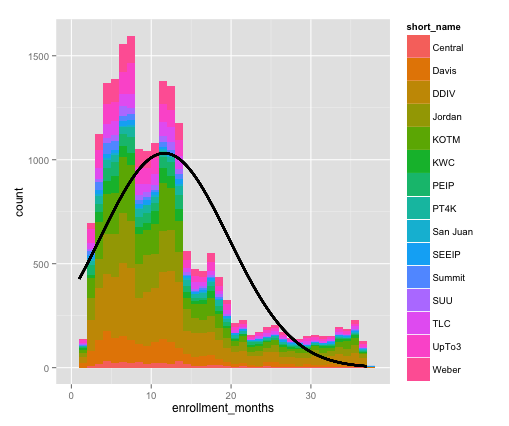 short_name
Central
Davis
DDIV
Jordan
KOTM
KWC
PEIP
PT4K
San Juan
SEEIP
Summit
SUU
TLC
UpTo3
Weber
count
1500
1000
500
0
0 10 20 30
enrollment_months